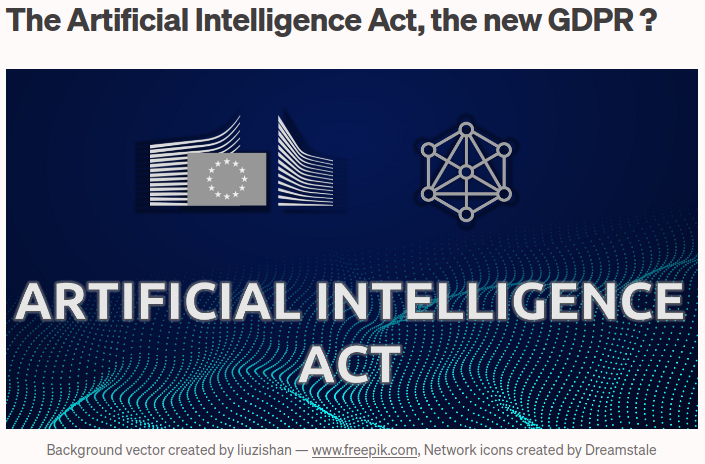 The Artificial Intelligence Act, the new GDPR ?
ARTIFICIAL INTELLIGENCE
ACT
Background vector created by liuzishan — www.freepik.com, Network icons created by Dreamstale